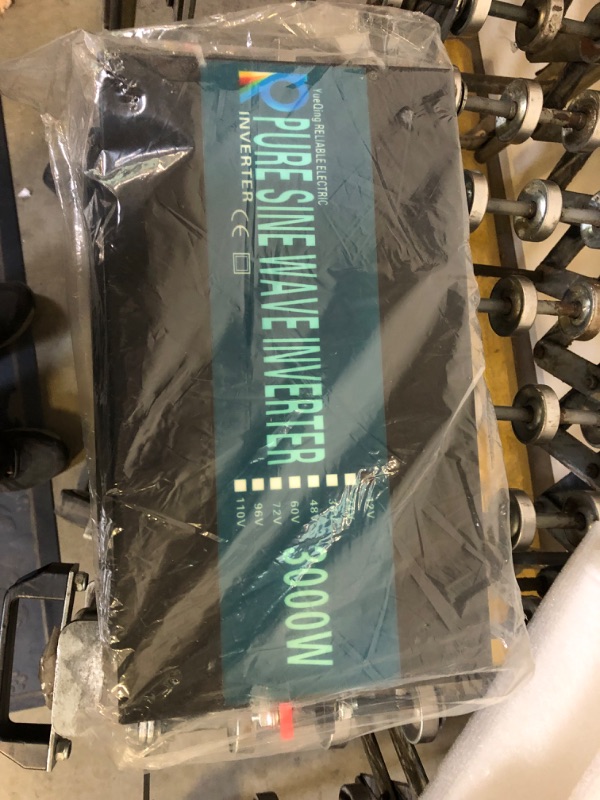 YueQing RELIABLE ELECTRIC
PURE SINE WAVE INVERTER
INVERTER CE
12V
48V
60V
72V
96V
110V
3000W